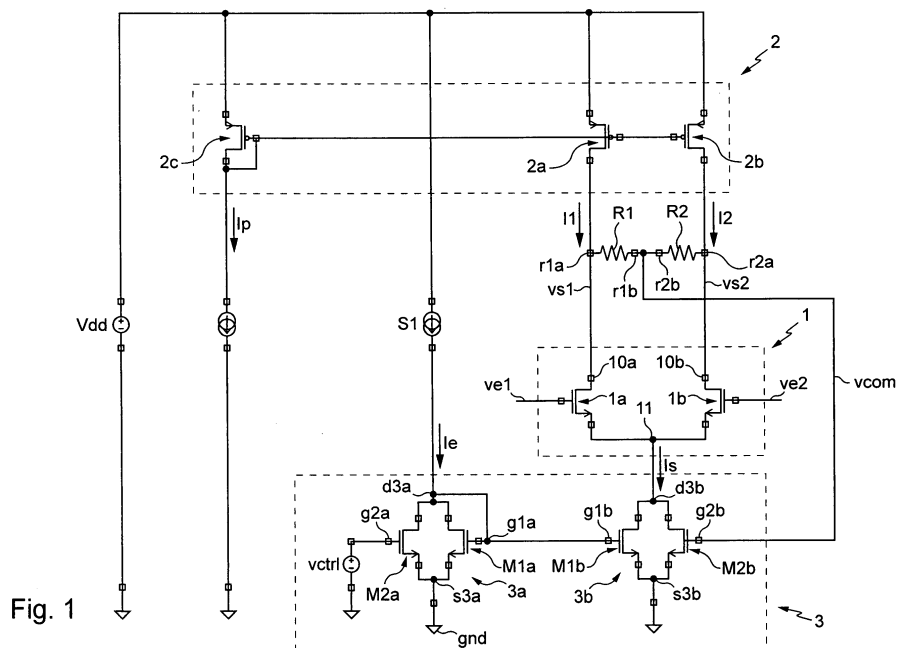 2
2c
2a
2b
Ip
I1
R1
R2
I2
r1a
r1b
r2b
r2a
vs1
vs2
Vdd
S1
1
10a
10b
vcom
ve1
1a
1b
ve2
11
Ie
Is
d3a
d3b
g2a
g1a
g1b
g2b
vctrl
M2a
M1a
M1b
M2b
s3a
3a
3b
s3b
Fig. 1
gnd
3